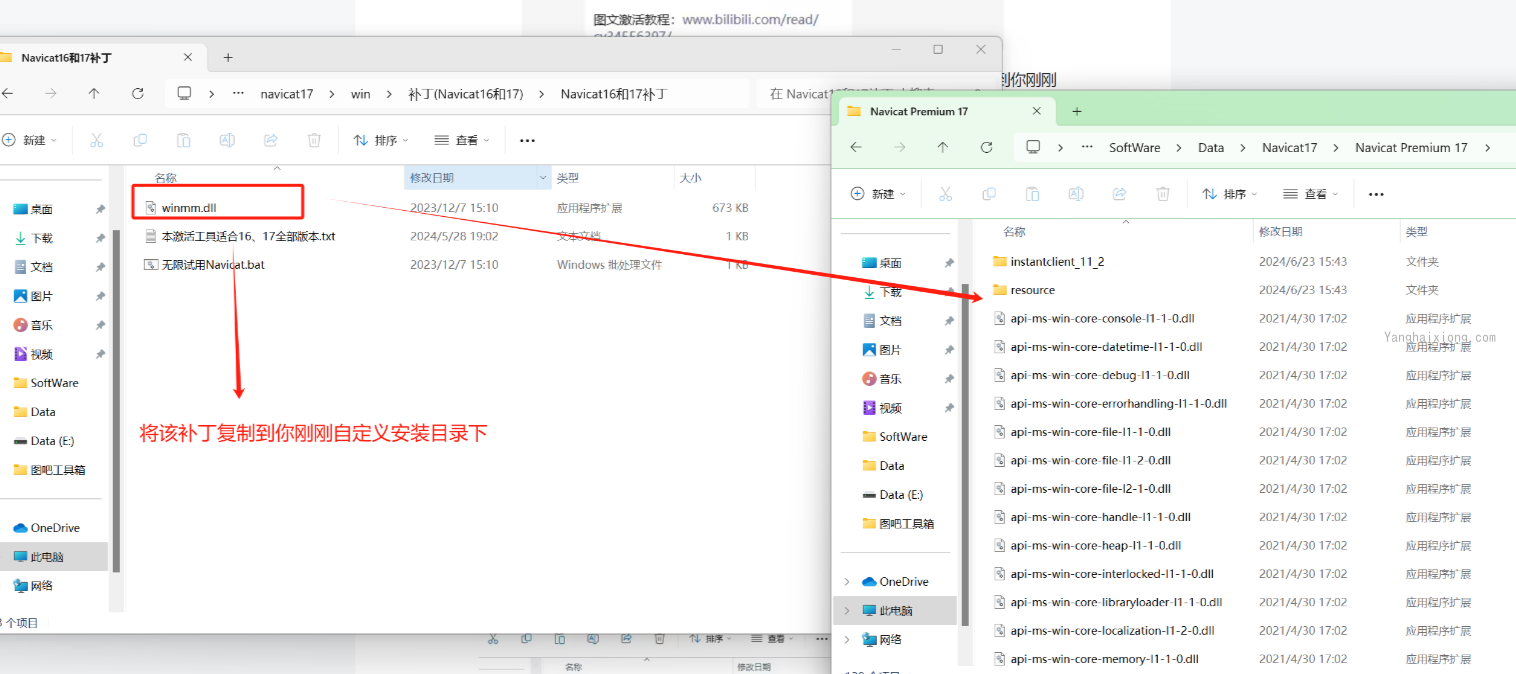 图文激活教程：www.bilibili.com/read/
cv34556397/
到你刚刚
Navicat16和17补丁
navicat17 > win > 补丁(Navicat16和17) > Navicat16和17补丁
新建
排序
查看
名称 修改日期 类型 大小
winmm.dll 2023/12/7 15:10 应用程序扩展 673 KB
本激活工具适合16、17全部版本.txt 2024/5/28 19:02 文本文档 1 KB
无限试用Navicat.bat 2023/12/7 15:10 Windows 批处理文件 1 KB
桌面
下载
文档
图片
音乐
视频
SoftWare
Data
Data (E:)
图吧工具箱
OneDrive
此电脑
网络
个项目
将该补丁复制到你刚刚自定义安装目录下
Navicat Premium 17
SoftWare > Data > Navicat17 > Navicat Premium 17 >
新建
排序
查看
名称 修改日期 类型
instantclient_11_2 2024/6/23 15:43 文件夹
resource 2024/6/23 15:43 文件夹
api-ms-win-core-console-l1-1-0.dll 2021/4/30 17:02 应用程序扩展
Yanghaixiong.com
api-ms-win-core-datetime-l1-1-0.dll 2021/4/30 17:02 应用程序扩展
api-ms-win-core-debug-l1-1-0.dll 2021/4/30 17:02 应用程序扩展
api-ms-win-core-errorhandling-l1-1-0.dll 2021/4/30 17:02 应用程序扩展
api-ms-win-core-file-l1-1-0.dll 2021/4/30 17:02 应用程序扩展
api-ms-win-core-file-l1-2-0.dll 2021/4/30 17:02 应用程序扩展
api-ms-win-core-file-l2-1-0.dll 2021/4/30 17:02 应用程序扩展
api-ms-win-core-handle-l1-1-0.dll 2021/4/30 17:02 应用程序扩展
api-ms-win-core-heap-l1-1-0.dll 2021/4/30 17:02 应用程序扩展
api-ms-win-core-interlocked-l1-1-0.dll 2021/4/30 17:02 应用程序扩展
api-ms-win-core-libraryloader-l1-1-0.dll 2021/4/30 17:02 应用程序扩展
api-ms-win-core-localization-l1-2-0.dll 2021/4/30 17:02 应用程序扩展
api-ms-win-core-memory-l1-1-0.dll 2021/4/30 17:02 应用程序扩展
桌面
下载
文档
图片
音乐
视频
SoftWare
Data
Data (E:)
图吧工具箱
OneDrive
此电脑
网络
排序
查看
名称 修改日期